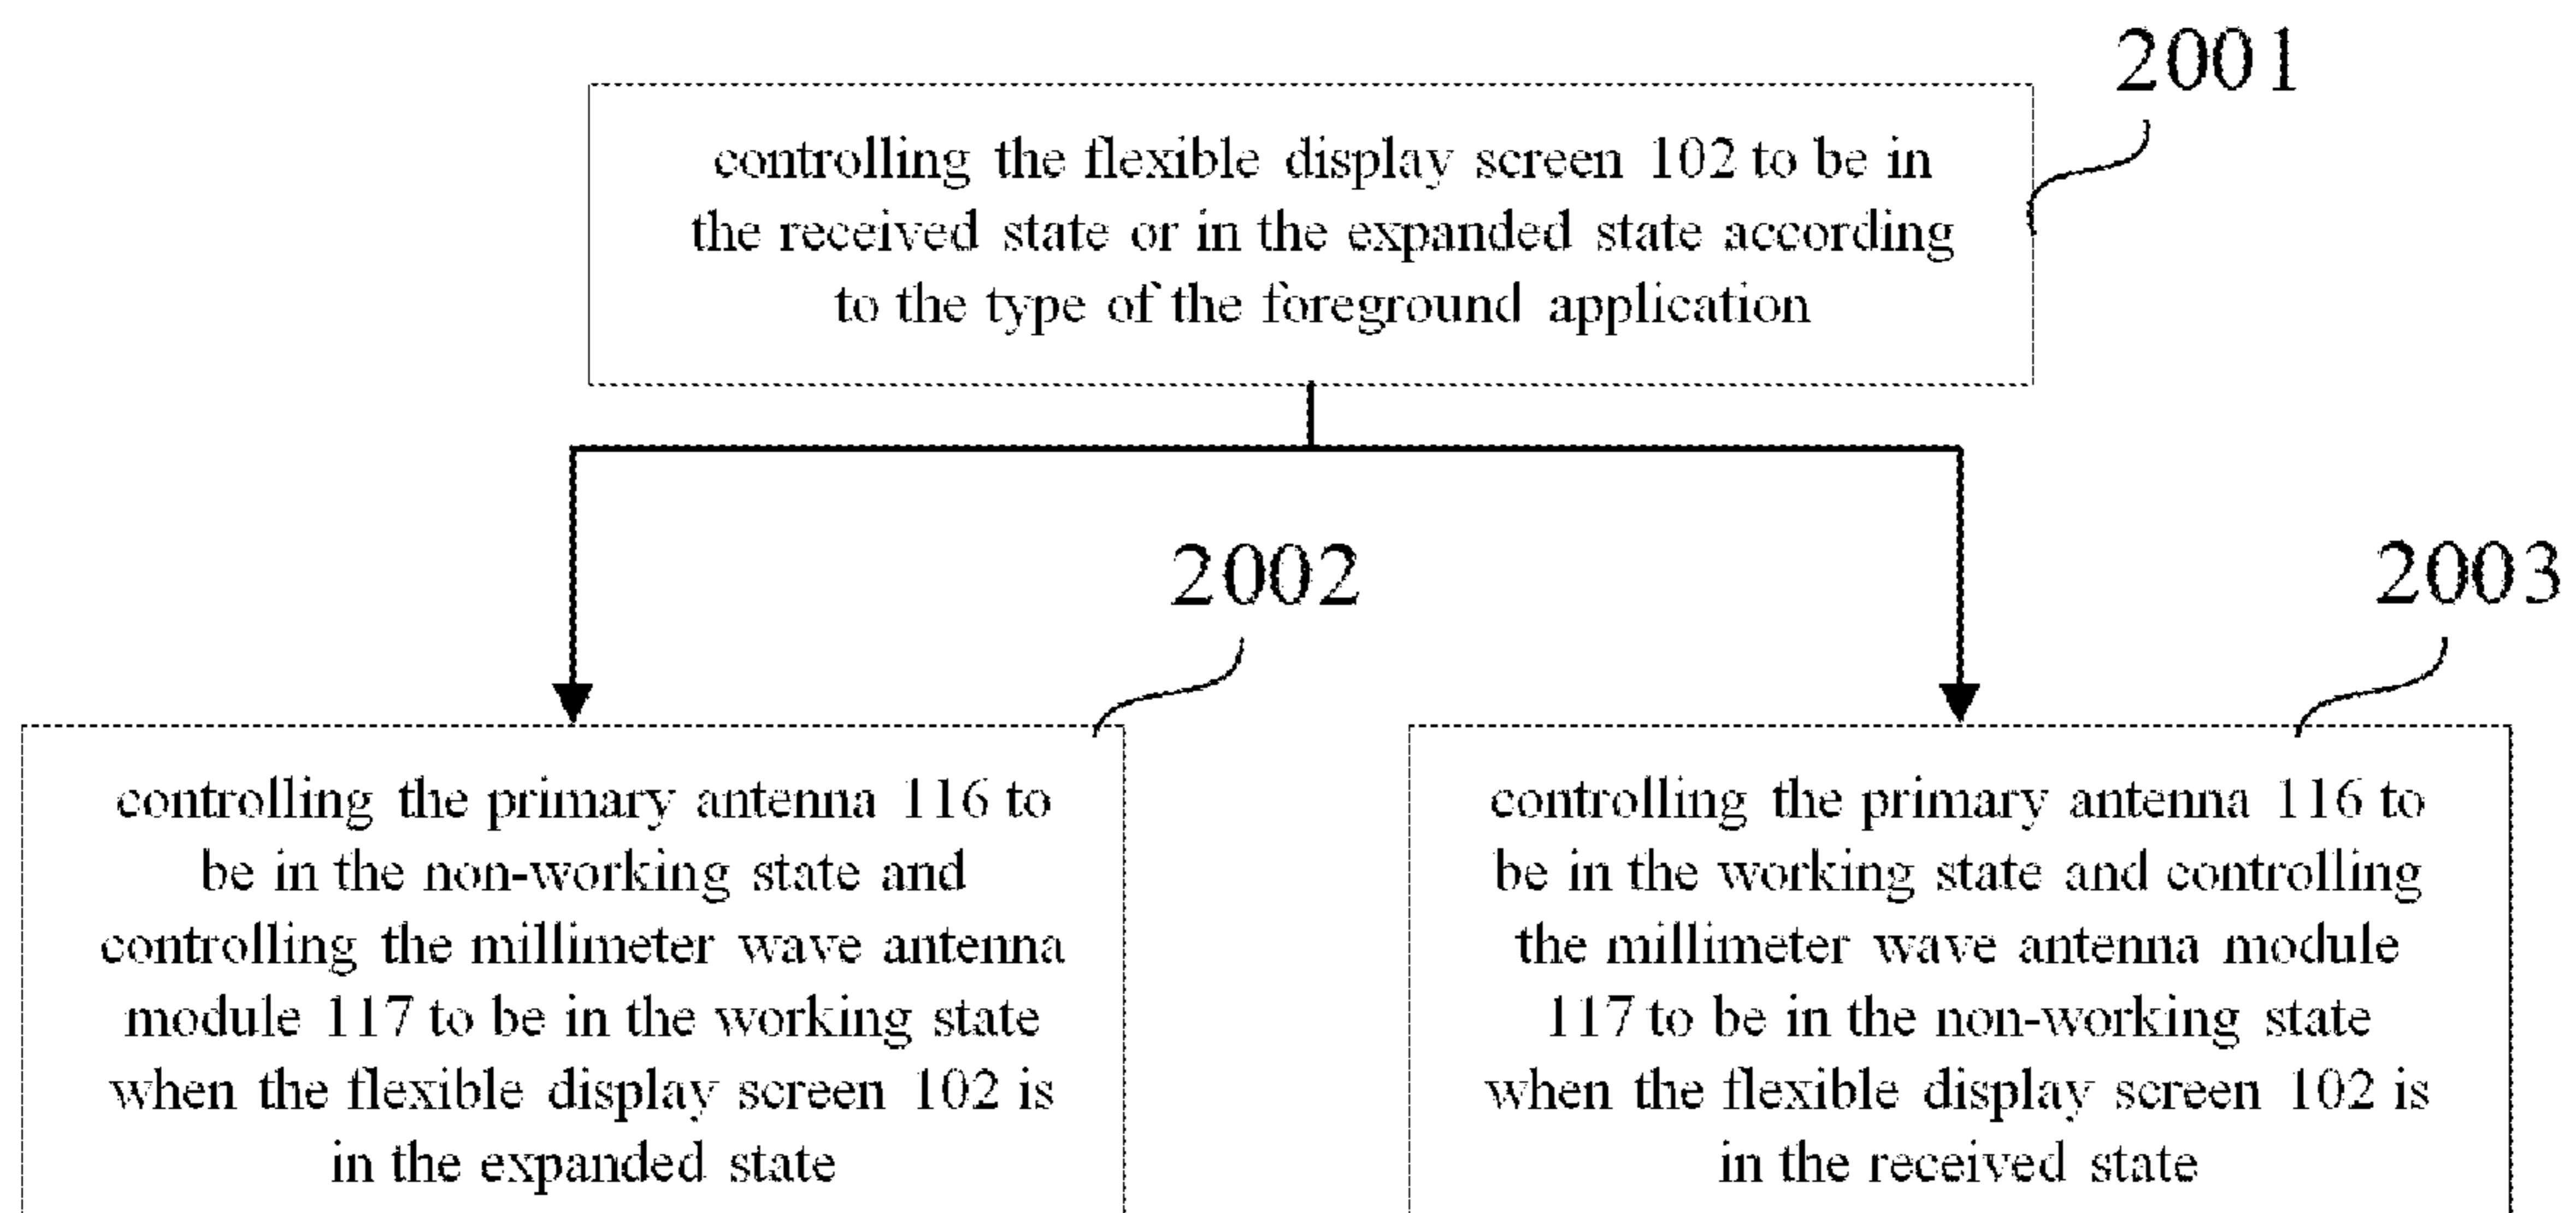 2001
controlling the flexible display screen 102 to be in
the received state or in the expanded state according
to the type of the foreground application
2002
controlling the primary antenna 116 to
be in the non-working state and
controlling the millimeter wave antenna
module 117 to be in the working state
when the flexible display screen 102 is
in the expanded state
2003
controlling the primary antenna 116 to
be in the working state and controlling
the millimeter wave antenna module
117 to be in the non-working state
when the flexible display screen 102 is
in the received state